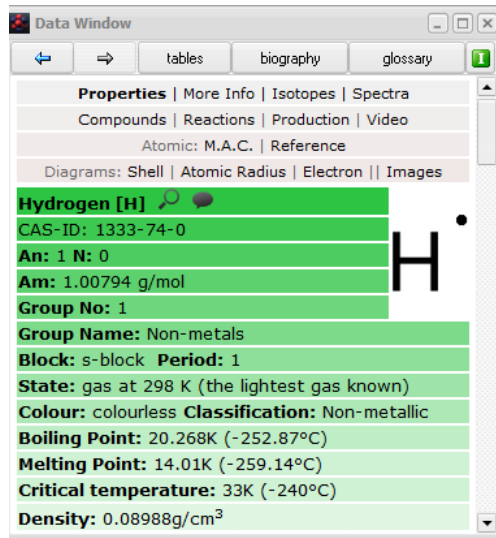 Data Window
tables biography glossary
Properties | More Info | Isotopes | Spectra
Compounds | Reactions | Production | Video
Atomic: M.A.C. | Reference
Diagrams: Shell | Atomic Radius | Electron || Images
Hydrogen [H]
CAS-ID: 1333-74-0
An: 1 N: 0
H
Am: 1.00794 g/mol
Group No: 1
Group Name: Non-metals
Block: s-block Period: 1
State: gas at 298 K (the lightest gas known)
Colour: colourless Classification: Non-metallic
Boiling Point: 20.268K (-252.87ºC)
Melting Point: 14.01K (-259.14ºC)
Critical temperature: 33K (-240ºC)
Density: 0.08988g/cm³